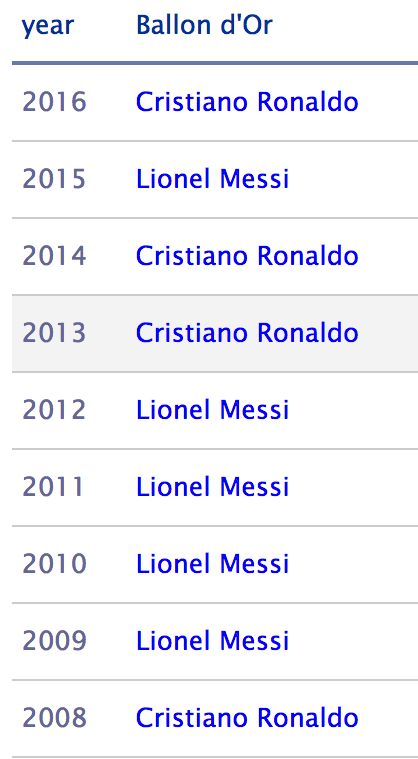 year Ballon d'Or
2016 Cristiano Ronaldo
2015 Lionel Messi
2014 Cristiano Ronaldo
2013 Cristiano Ronaldo
2012 Lionel Messi
2011 Lionel Messi
2010 Lionel Messi
2009 Lionel Messi
2008 Cristiano Ronaldo